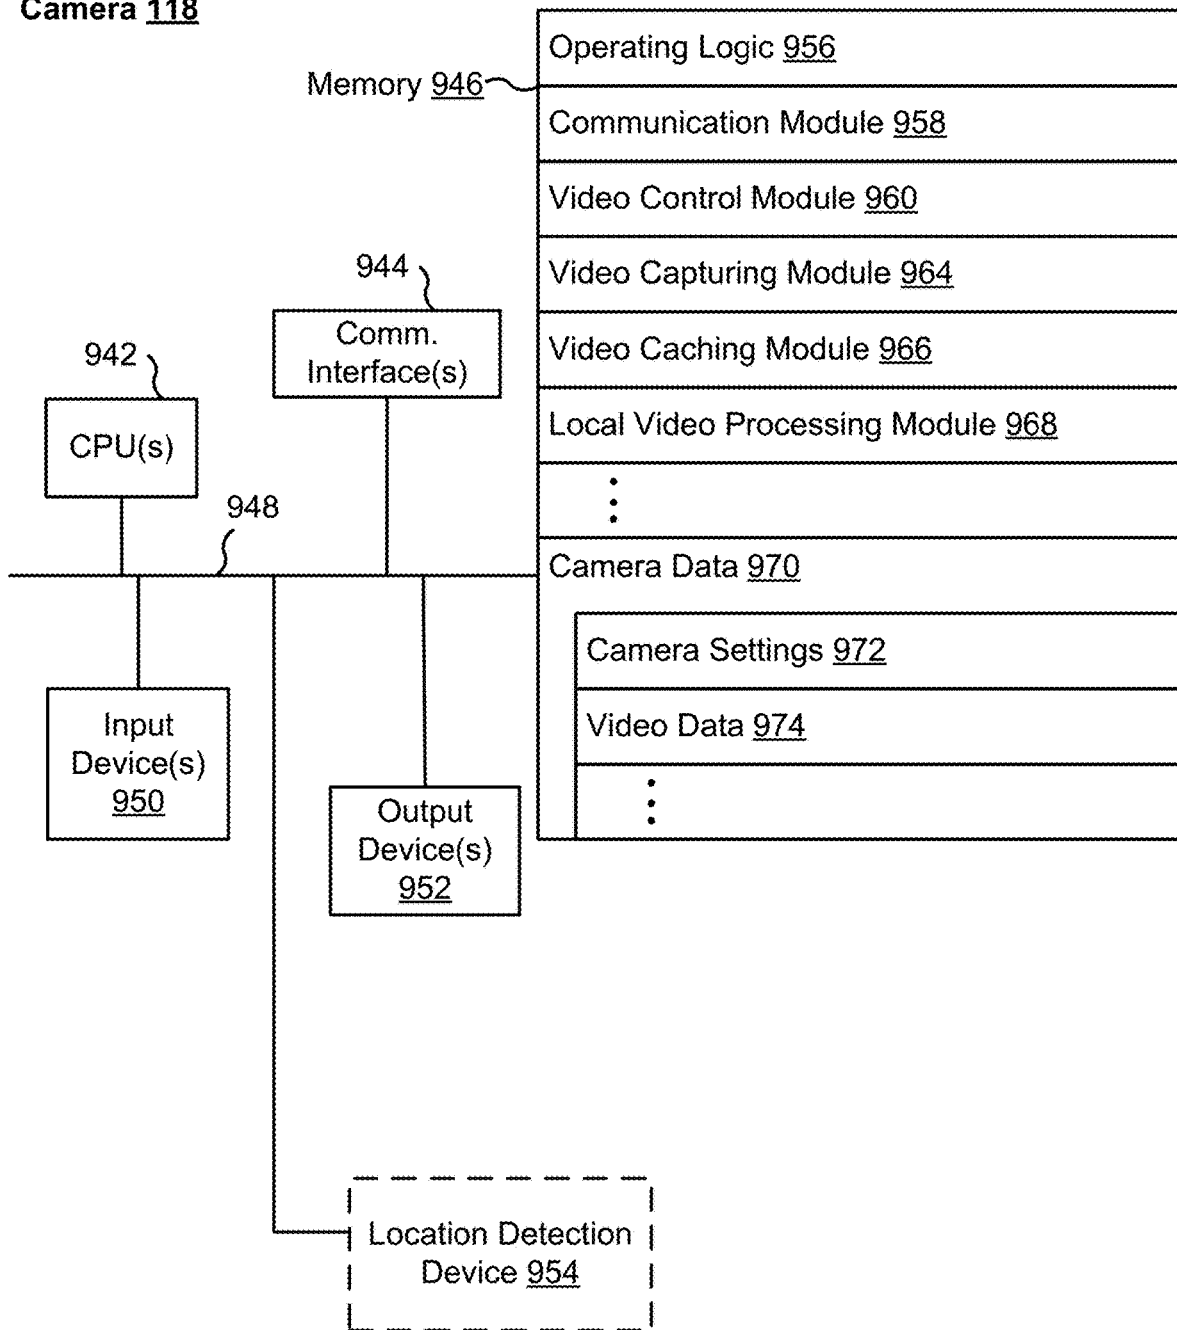 Camera 118
Operating Logic 956
Memory 946
Communication Module 958
Video Control Module 960
944
Video Capturing Module 964
Comm.
Interface(s)
942
Video Caching Module 966
CPU(s)
Local Video Processing Module 968
948
Camera Data 970
Camera Settings 972
Input
Device(s)
950
Video Data 974
Output
Device(s)
952
Location Detection
Device 954